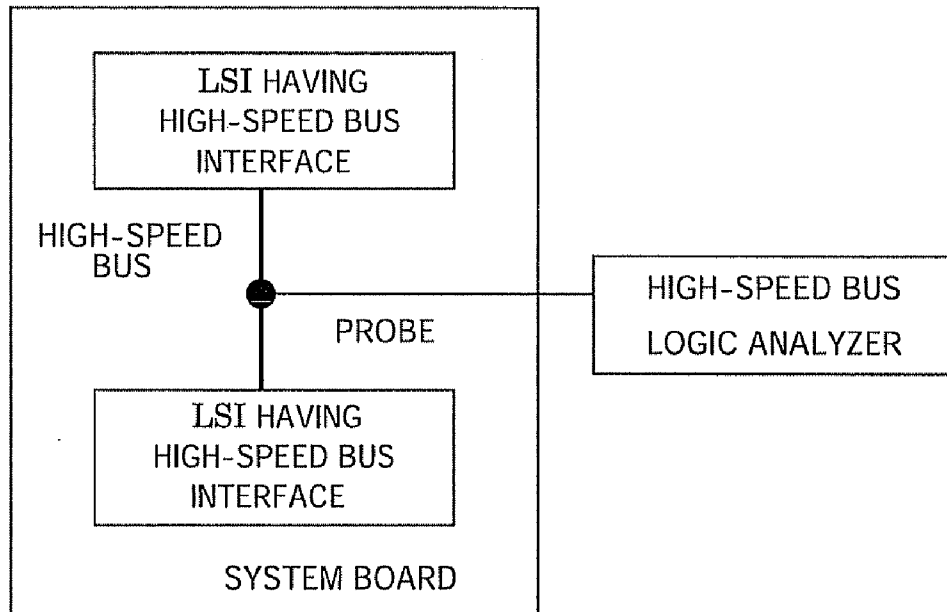 LSI HAVING
HIGH-SPEED BUS
INTERFACE
HIGH-SPEED
BUS
PROBE
HIGH-SPEED BUS
LOGIC ANALYZER
LSI HAVING
HIGH-SPEED BUS
INTERFACE
SYSTEM BOARD